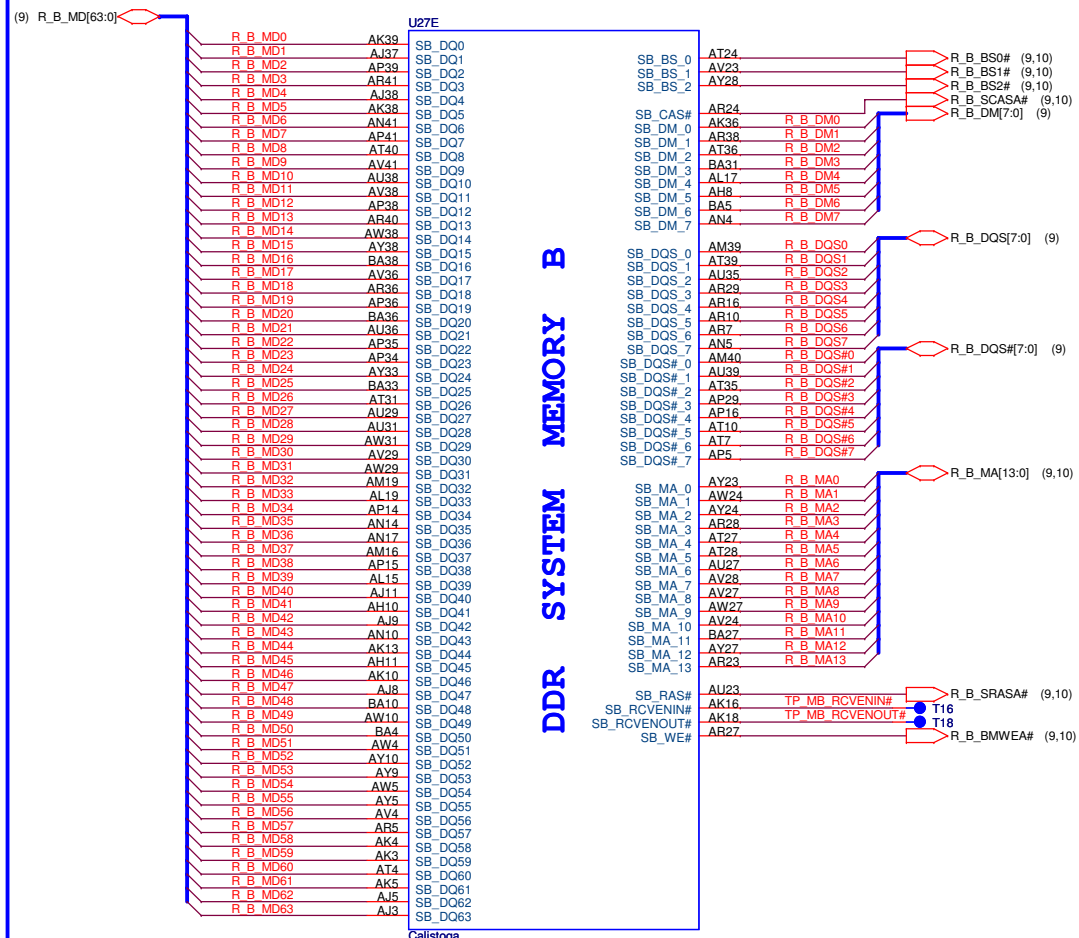 (9) R_B_MD[63:0]
U27E
R_B_MD0 AK39 SB_DQ0
R_B_MD1 AJ37 SB_DQ1
R_B_MD2 AP39 SB_DQ2
R_B_MD3 AR41 SB_DQ3
R_B_MD4 AJ38 SB_DQ4
R_B_MD5 AK38 SB_DQ5
R_B_MD6 AN41 SB_DQ6
R_B_MD7 AP41 SB_DQ7
R_B_MD8 AT40 SB_DQ8
R_B_MD9 AV41 SB_DQ9
R_B_MD10 AU38 SB_DQ10
R_B_MD11 AV38 SB_DQ11
R_B_MD12 AP38 SB_DQ12
R_B_MD13 AR40 SB_DQ13
R_B_MD14 AW38 SB_DQ14
R_B_MD15 AY38 SB_DQ15
R_B_MD16 BA38 SB_DQ16
R_B_MD17 AV36 SB_DQ17
R_B_MD18 AR36 SB_DQ18
R_B_MD19 AP36 SB_DQ19
R_B_MD20 BA36 SB_DQ20
R_B_MD21 AU36 SB_DQ21
R_B_MD22 AP35 SB_DQ22
R_B_MD23 AP34 SB_DQ23
R_B_MD24 AY33 SB_DQ24
R_B_MD25 BA33 SB_DQ25
R_B_MD26 AT31 SB_DQ26
R_B_MD27 AU29 SB_DQ27
R_B_MD28 AU31 SB_DQ28
R_B_MD29 AW31 SB_DQ29
R_B_MD30 AV29 SB_DQ30
R_B_MD31 AW29 SB_DQ31
R_B_MD32 AM19 SB_DQ32
R_B_MD33 AL19 SB_DQ33
R_B_MD34 AP14 SB_DQ34
R_B_MD35 AN14 SB_DQ35
R_B_MD36 AN17 SB_DQ36
R_B_MD37 AM16 SB_DQ37
R_B_MD38 AP15 SB_DQ38
R_B_MD39 AL15 SB_DQ39
R_B_MD40 AJ11 SB_DQ40
R_B_MD41 AH10 SB_DQ41
R_B_MD42 AJ9 SB_DQ42
R_B_MD43 AN10 SB_DQ43
R_B_MD44 AK13 SB_DQ44
R_B_MD45 AH11 SB_DQ45
R_B_MD46 AK10 SB_DQ46
R_B_MD47 AJ8 SB_DQ47
R_B_MD48 BA10 SB_DQ48
R_B_MD49 AW10 SB_DQ49
R_B_MD50 BA4 SB_DQ50
R_B_MD51 AW4 SB_DQ51
R_B_MD52 AY10 SB_DQ52
R_B_MD53 AY9 SB_DQ53
R_B_MD54 AW5 SB_DQ54
R_B_MD55 AY5 SB_DQ55
R_B_MD56 AV4 SB_DQ56
R_B_MD57 AR5 SB_DQ57
R_B_MD58 AK4 SB_DQ58
R_B_MD59 AK3 SB_DQ59
R_B_MD60 AT4 SB_DQ60
R_B_MD61 AK5 SB_DQ61
R_B_MD62 AJ5 SB_DQ62
R_B_MD63 AJ3 SB_DQ63
DDR SYSTEM MEMORY B
SB_BS_0 AT24 R_B_BS0# (9,10)
SB_BS_1 AV23 R_B_BS1# (9,10)
SB_BS_2 AY28 R_B_BS2# (9,10)
SB_CAS# AR24 R_B_SCASA# (9,10)
R_B_DM[7:0] (9)
SB_DM_0 AK36 R_B_DM0
SB_DM_1 AR38 R_B_DM1
SB_DM_2 AT36 R_B_DM2
SB_DM_3 BA31 R_B_DM3
SB_DM_4 AL17 R_B_DM4
SB_DM_5 AH8 R_B_DM5
SB_DM_6 BA5 R_B_DM6
SB_DM_7 AN4 R_B_DM7
R_B_DQS[7:0] (9)
SB_DQS_0 AM39 R_B_DQS0
SB_DQS_1 AT39 R_B_DQS1
SB_DQS_2 AU35 R_B_DQS2
SB_DQS_3 AR29 R_B_DQS3
SB_DQS_4 AR16 R_B_DQS4
SB_DQS_5 AR10 R_B_DQS5
SB_DQS_6 AR7 R_B_DQS6
SB_DQS_7 AN5 R_B_DQS7
R_B_DQS#[7:0] (9)
SB_DQS#_0 AM40 R_B_DQS#0
SB_DQS#_1 AU39 R_B_DQS#1
SB_DQS#_2 AT35 R_B_DQS#2
SB_DQS#_3 AP29 R_B_DQS#3
SB_DQS#_4 AP16 R_B_DQS#4
SB_DQS#_5 AT10 R_B_DQS#5
SB_DQS#_6 AT7 R_B_DQS#6
SB_DQS#_7 AP5 R_B_DQS#7
R_B_MA[13:0] (9,10)
SB_MA_0 AY23 R_B_MA0
SB_MA_1 AW24 R_B_MA1
SB_MA_2 AY24 R_B_MA2
SB_MA_3 AR28 R_B_MA3
SB_MA_4 AT27 R_B_MA4
SB_MA_5 AT28 R_B_MA5
SB_MA_6 AU27 R_B_MA6
SB_MA_7 AV28 R_B_MA7
SB_MA_8 AV27 R_B_MA8
SB_MA_9 AW27 R_B_MA9
SB_MA_10 AV24 R_B_MA10
SB_MA_11 BA27 R_B_MA11
SB_MA_12 AY27 R_B_MA12
SB_MA_13 AR23 R_B_MA13
SB_RAS# AU23 R_B_SRASA# (9,10)
SB_RCVENIN# AK16 TP_MB_RCVENIN# T16
SB_RCVENOUT# AK18 TP_MB_RCVENOUT# T18
SB_WE# AR27 R_B_BMWEA# (9,10)
Calistoga